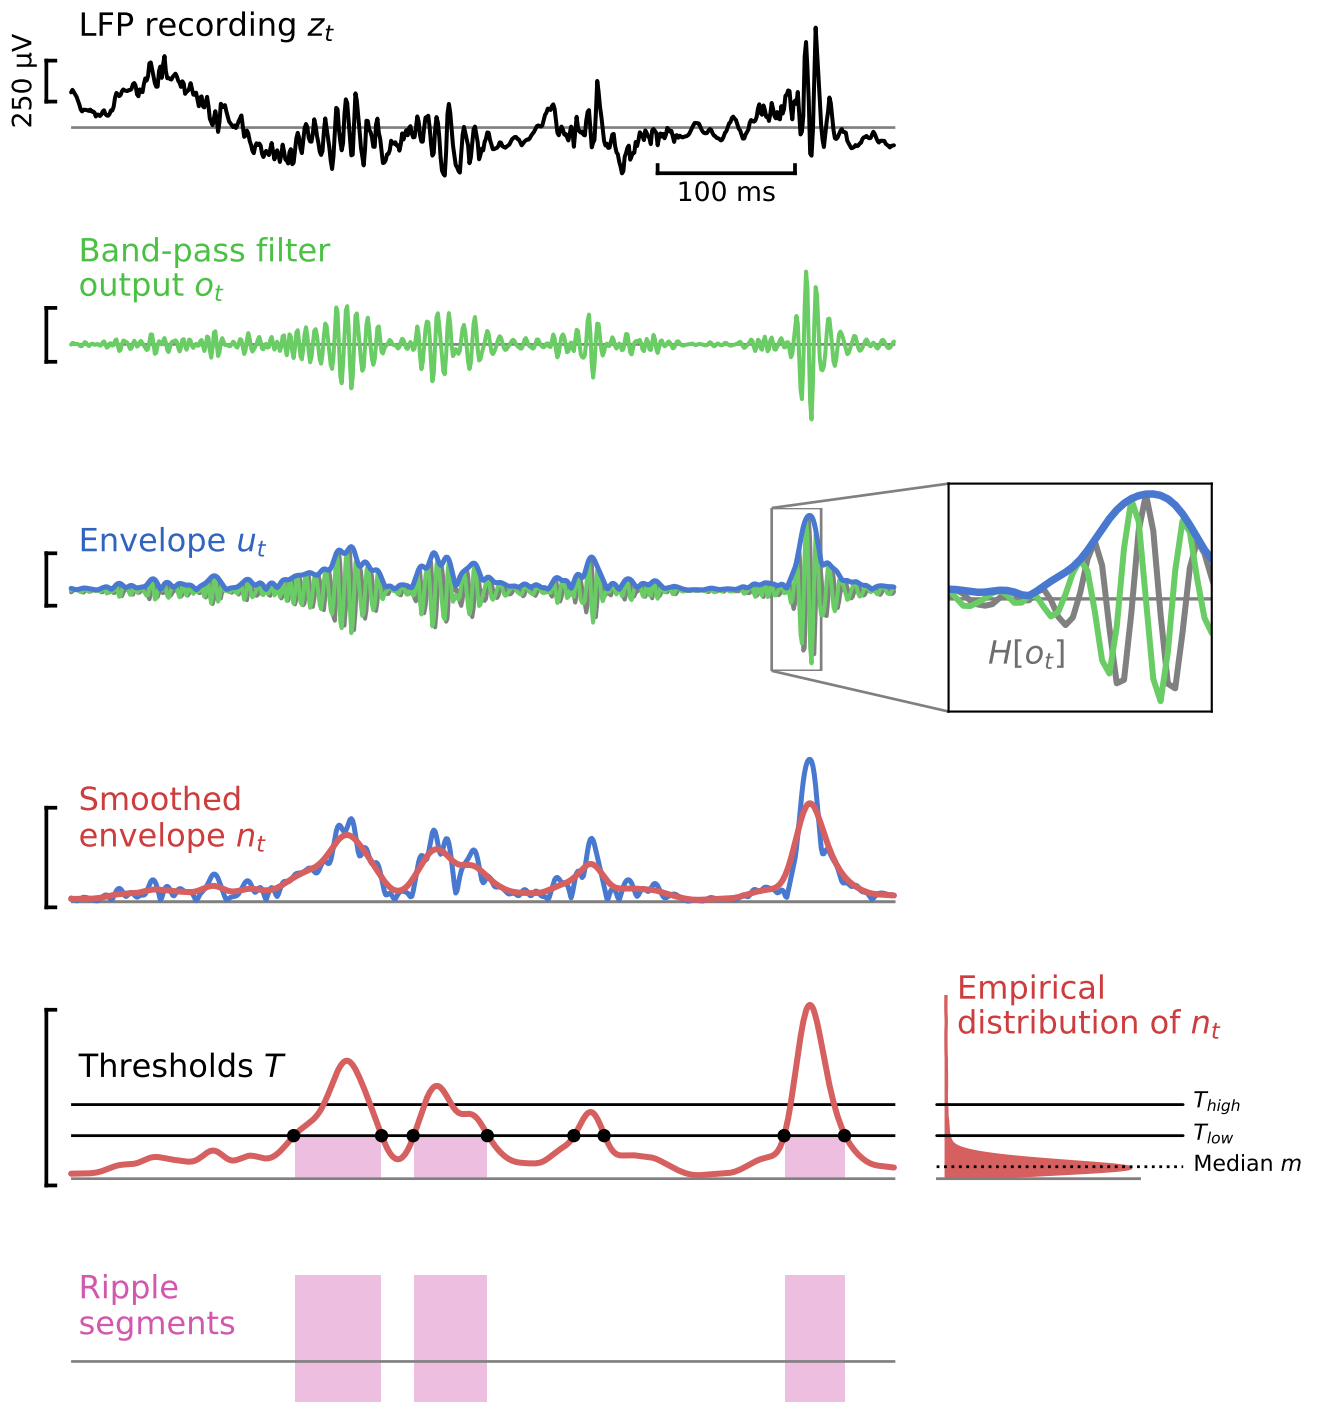 LFP recording z_t
250 µV
100 ms
Band-pass filter
output o_t
Envelope u_t
H[o_t]
Smoothed
envelope n_t
Empirical
distribution of n_t
Thresholds T
T_high
T_low
Median m
Ripple
segments